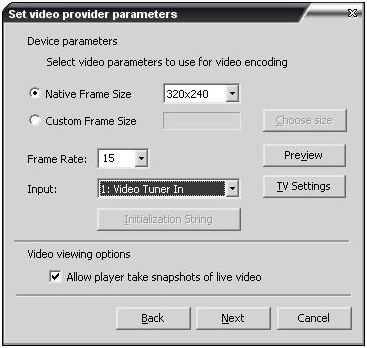 Set video provider parameters
Device parameters
Select video parameters to use for video encoding
Native Frame Size 320x240
Custom Frame Size Choose size
Frame Rate: 15 Preview
Input: 1: Video Tuner In TV Settings
Initialization String
Video viewing options
Allow player take snapshots of live video
Back Next Cancel